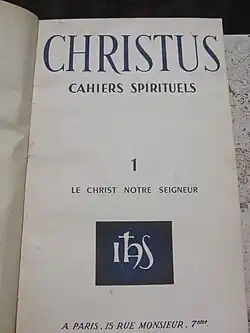 CHRISTUS
CAHIERS SPIRITUELS
1
LE CHRIST NOTRE SEIGNEUR
ihs
A PARIS. 15 RUE MONSIEUR. 7ème